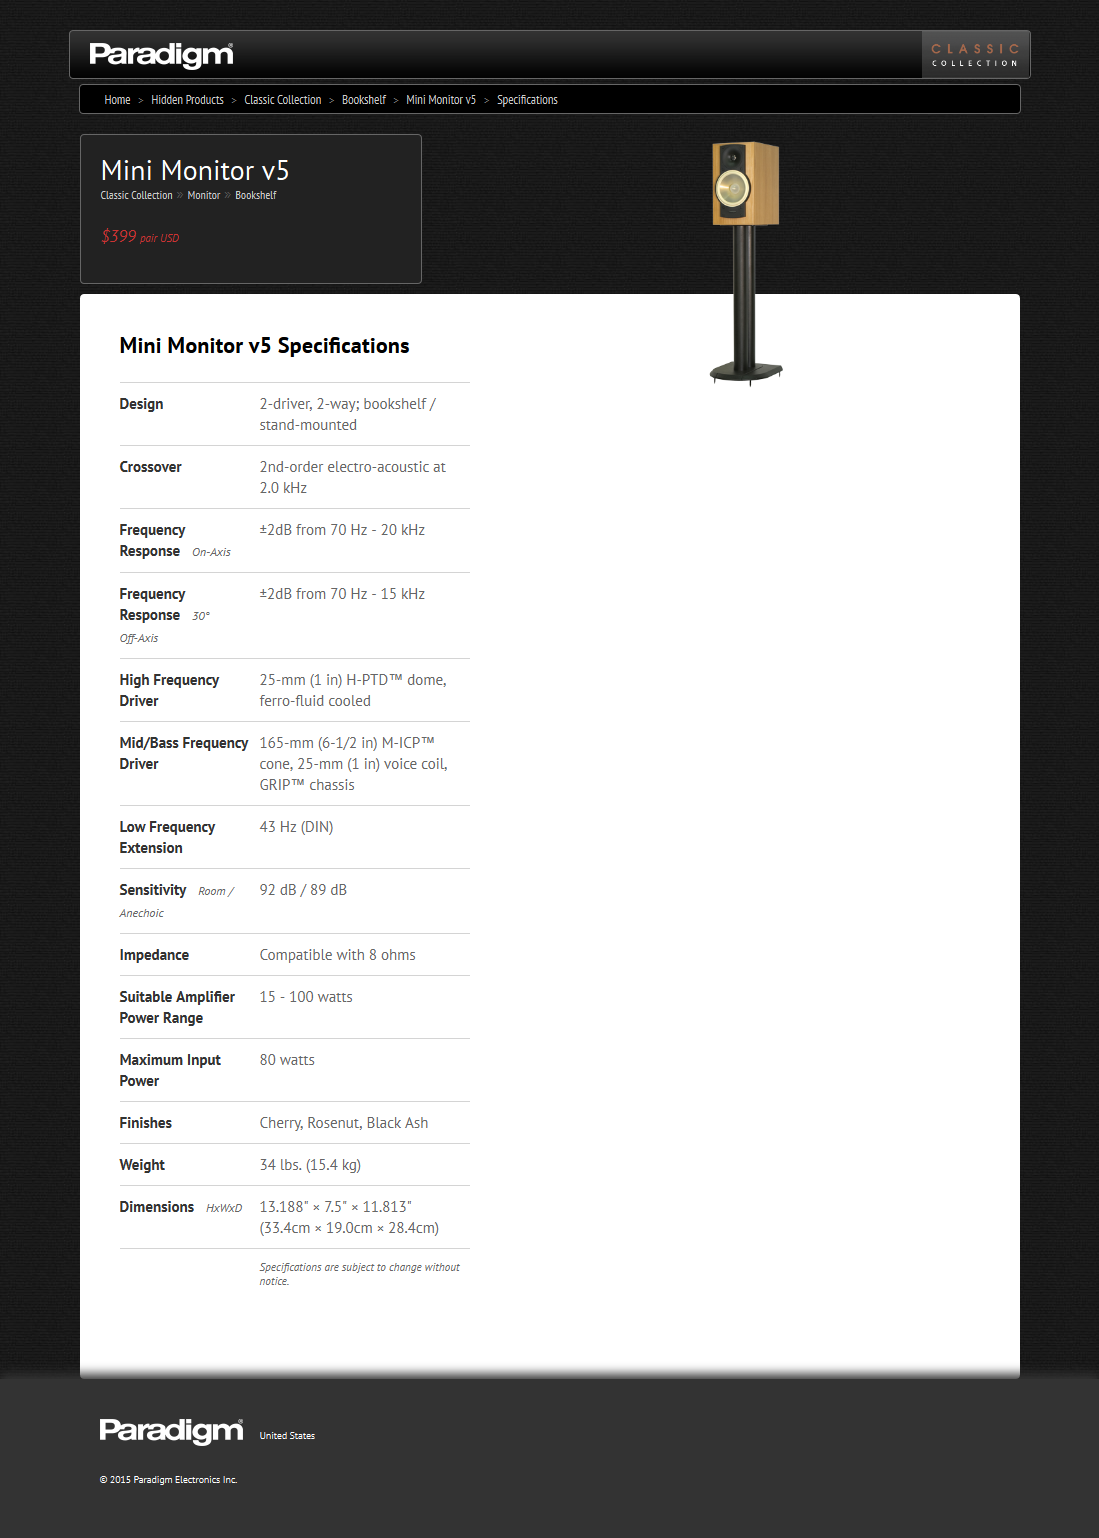 Paradigm®
CLASSIC
COLLECTION
Home > Hidden Products > Classic Collection > Bookshelf > Mini Monitor v5 > Specifications
Mini Monitor v5
Classic Collection » Monitor » Bookshelf
$399 pair USD
Mini Monitor v5 Specifications
Design 2-driver, 2-way; bookshelf /
stand-mounted
Crossover 2nd-order electro-acoustic at
2.0 kHz
Frequency ±2dB from 70 Hz - 20 kHz
Response On-Axis
Frequency ±2dB from 70 Hz - 15 kHz
Response 30°
Off-Axis
High Frequency 25-mm (1 in) H-PTD™ dome,
Driver ferro-fluid cooled
Mid/Bass Frequency 165-mm (6-1/2 in) M-ICP™
Driver cone, 25-mm (1 in) voice coil,
GRIP™ chassis
Low Frequency 43 Hz (DIN)
Extension
Sensitivity Room / 92 dB / 89 dB
Anechoic
Impedance Compatible with 8 ohms
Suitable Amplifier 15 - 100 watts
Power Range
Maximum Input 80 watts
Power
Finishes Cherry, Rosenut, Black Ash
Weight 34 lbs. (15.4 kg)
Dimensions HxWxD 13.188" × 7.5" × 11.813"
(33.4cm × 19.0cm × 28.4cm)
Specifications are subject to change without
notice.
Paradigm® United States
© 2015 Paradigm Electronics Inc.